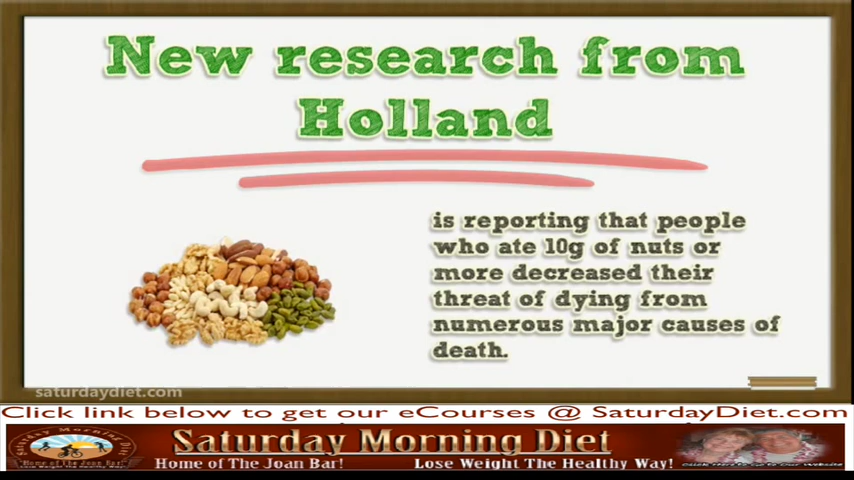 New research from
Holland
is reporting that people
who ate 10g of nuts or
more decreased their
threat of dying from
numerous major causes of
death.
saturdaydiet.com
Click link below to get our eCourses @ SaturdayDiet.com
Saturday Morning Diet
Home of The Joan Bar!
Lose Weight The Healthy Way!